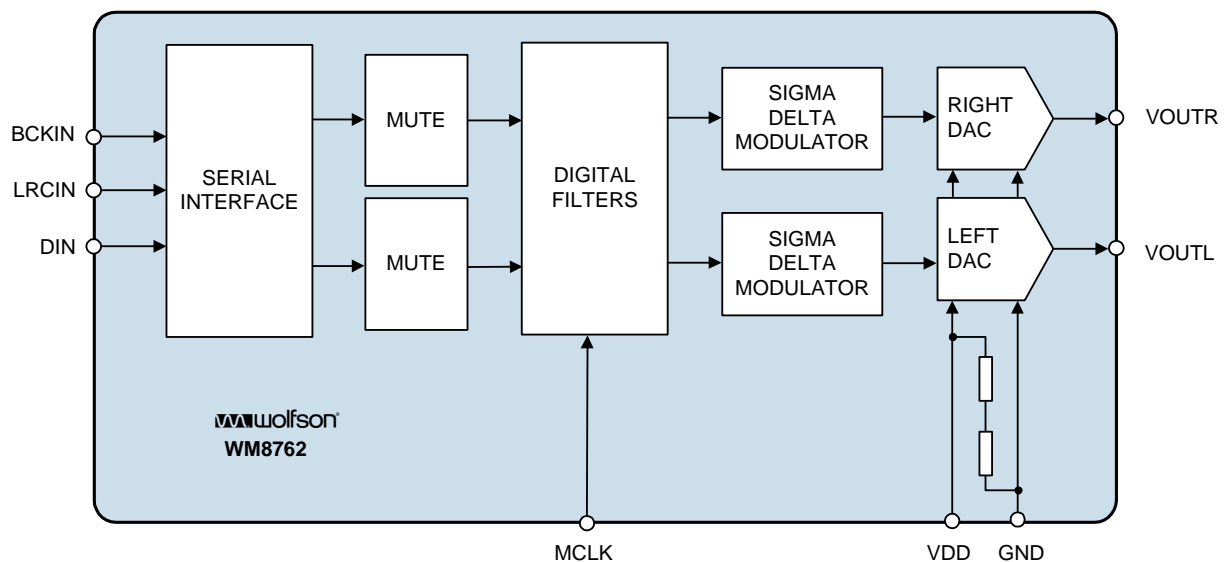 BCKIN
LRCIN
DIN
SERIAL
INTERFACE
MUTE
MUTE
DIGITAL
FILTERS
SIGMA
DELTA
MODULATOR
SIGMA
DELTA
MODULATOR
RIGHT
DAC
LEFT
DAC
VOUTR
VOUTL
wolfson®
WM8762
MCLK
VDD
GND